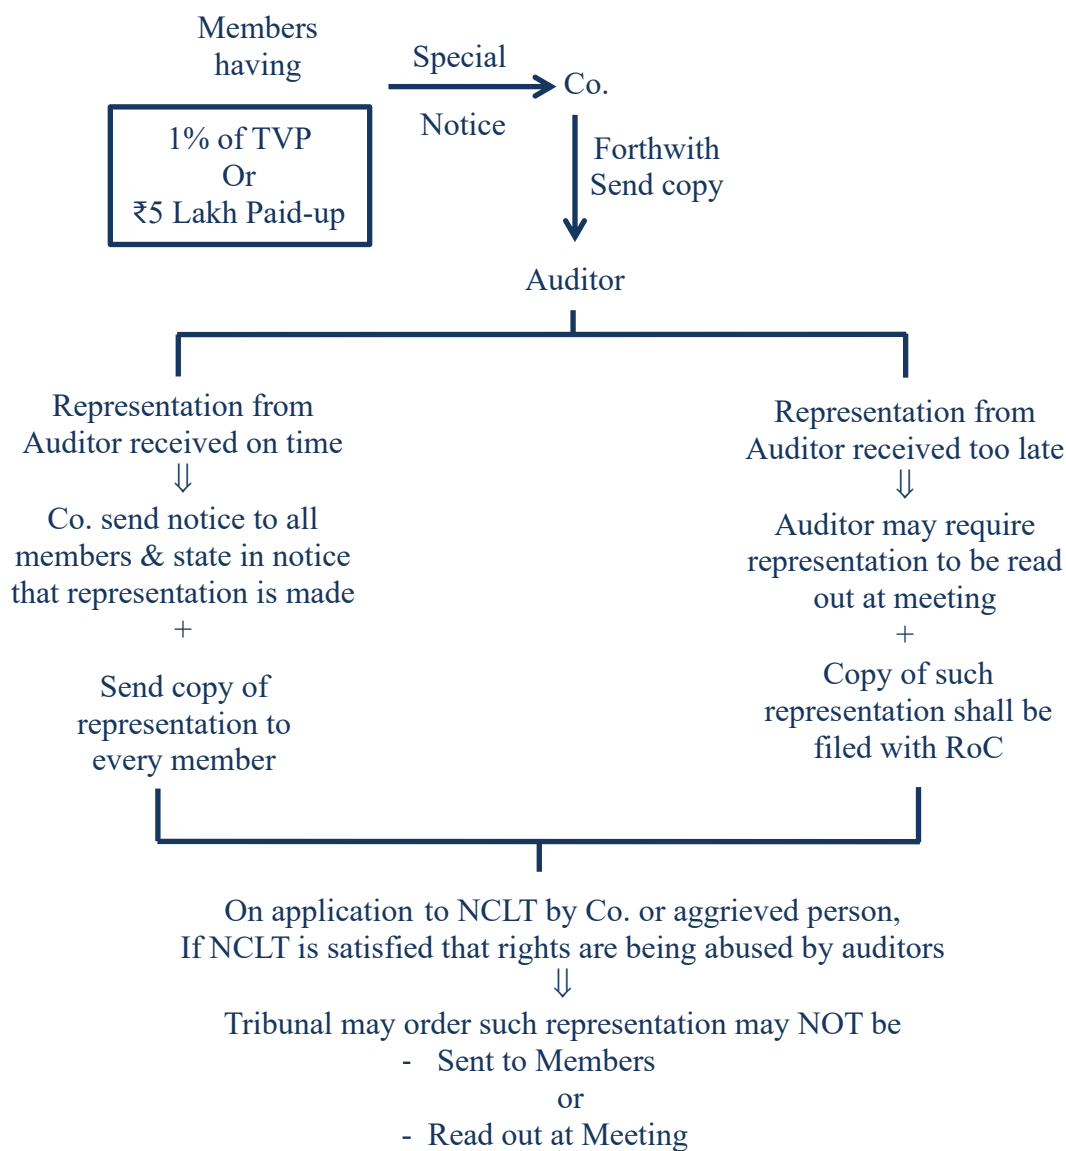 Members
having
Special
Notice
Co.
1% of TVP
Or
₹5 Lakh Paid-up
Forthwith
Send copy
Auditor
Representation from
Auditor received on time
⇓
Co. send notice to all
members & state in notice
that representation is made
+
Send copy of
representation to
every member
Representation from
Auditor received too late
⇓
Auditor may require
representation to be read
out at meeting
+
Copy of such
representation shall be
filed with RoC
On application to NCLT by Co. or aggrieved person,
If NCLT is satisfied that rights are being abused by auditors
⇓
Tribunal may order such representation may NOT be
- Sent to Members
or
- Read out at Meeting